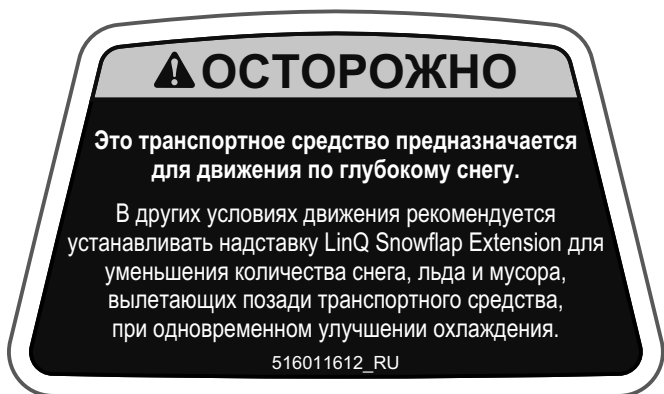 ОСТОРОЖНО
Это транспортное средство предназначается
для движения по глубокому снегу.
В других условиях движения рекомендуется
устанавливать надставку LinQ Snowflap Extension для
уменьшения количества снега, льда и мусора,
вылетающих позади транспортного средства,
при одновременном улучшении охлаждения.
516011612_RU